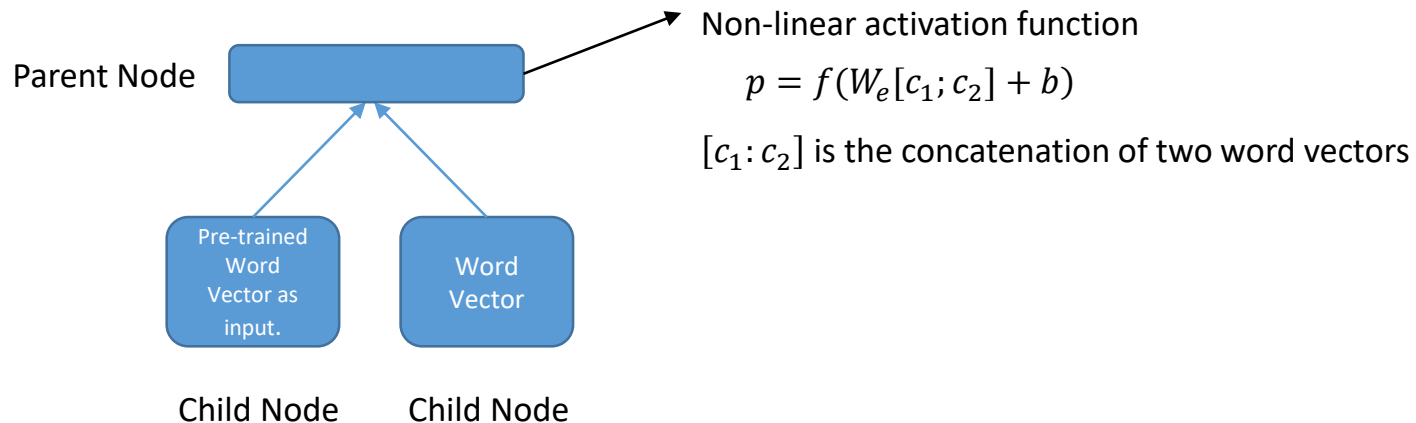 Non-linear activation function
Parent Node
p = f(W_e[c_1; c_2] + b)
[c_1: c_2] is the concatenation of two word vectors
Pre-trained
Word
Vector as
input.
Word
Vector
Child Node
Child Node